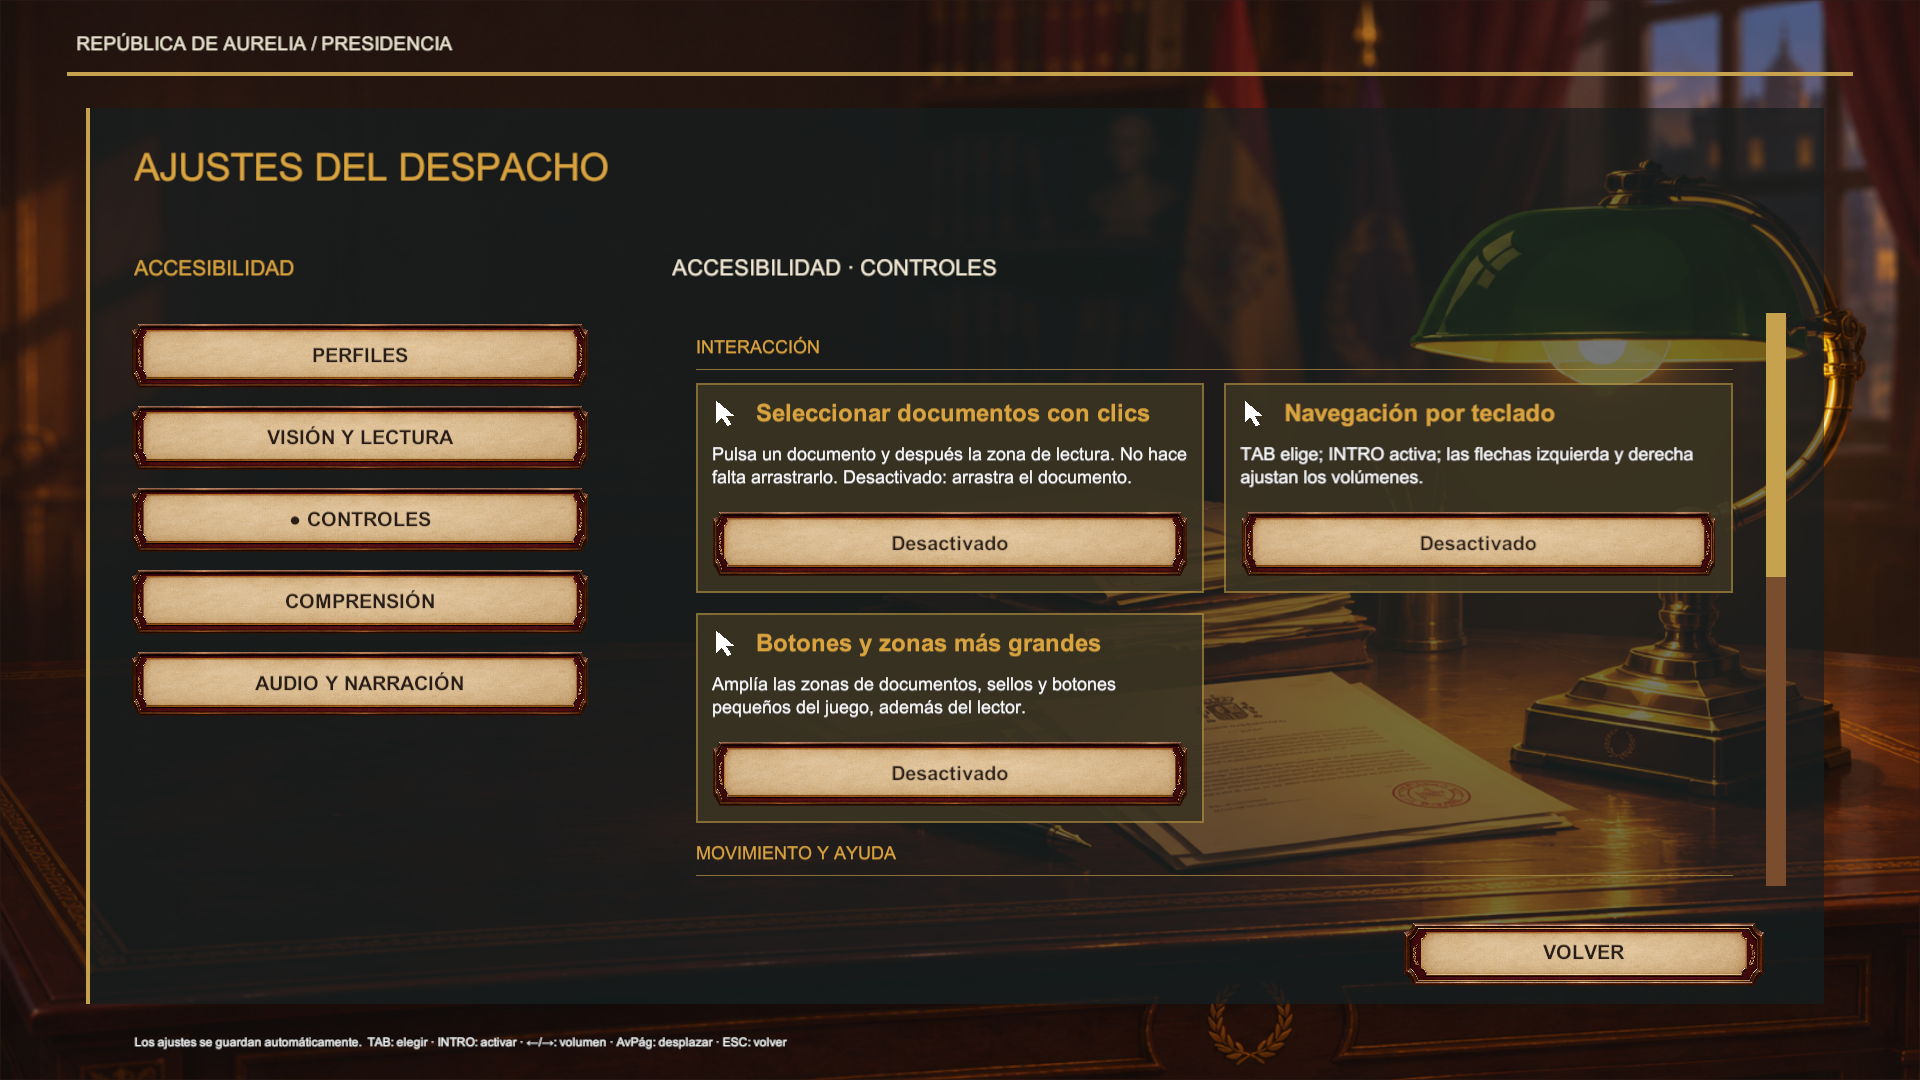 REPÚBLICA DE AURELIA / PRESIDENCIA
AJUSTES DEL DESPACHO
ACCESIBILIDAD
PERFILES
VISIÓN Y LECTURA
• CONTROLES
COMPRENSIÓN
AUDIO Y NARRACIÓN
ACCESIBILIDAD · CONTROLES
INTERACCIÓN
Seleccionar documentos con clics
Pulsa un documento y después la zona de lectura. No hace
falta arrastrarlo. Desactivado: arrastra el documento.
Desactivado
Navegación por teclado
TAB elige; INTRO activa; las flechas izquierda y derecha
ajustan los volúmenes.
Desactivado
Botones y zonas más grandes
Amplía las zonas de documentos, sellos y botones
pequeños del juego, además del lector.
Desactivado
MOVIMIENTO Y AYUDA
VOLVER
Los ajustes se guardan automáticamente. TAB: elegir · INTRO: activar · ←/→: volumen · AvPág: desplazar · ESC: volver